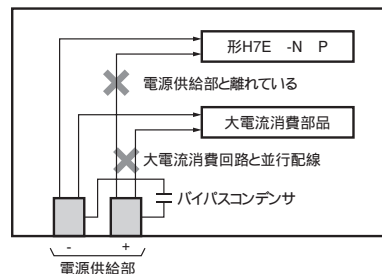 形H7E -N P
電源供給部と離れている
大電流消費部品
大電流消費回路と並行配線
バイパスコンデンサ
- +
電源供給部